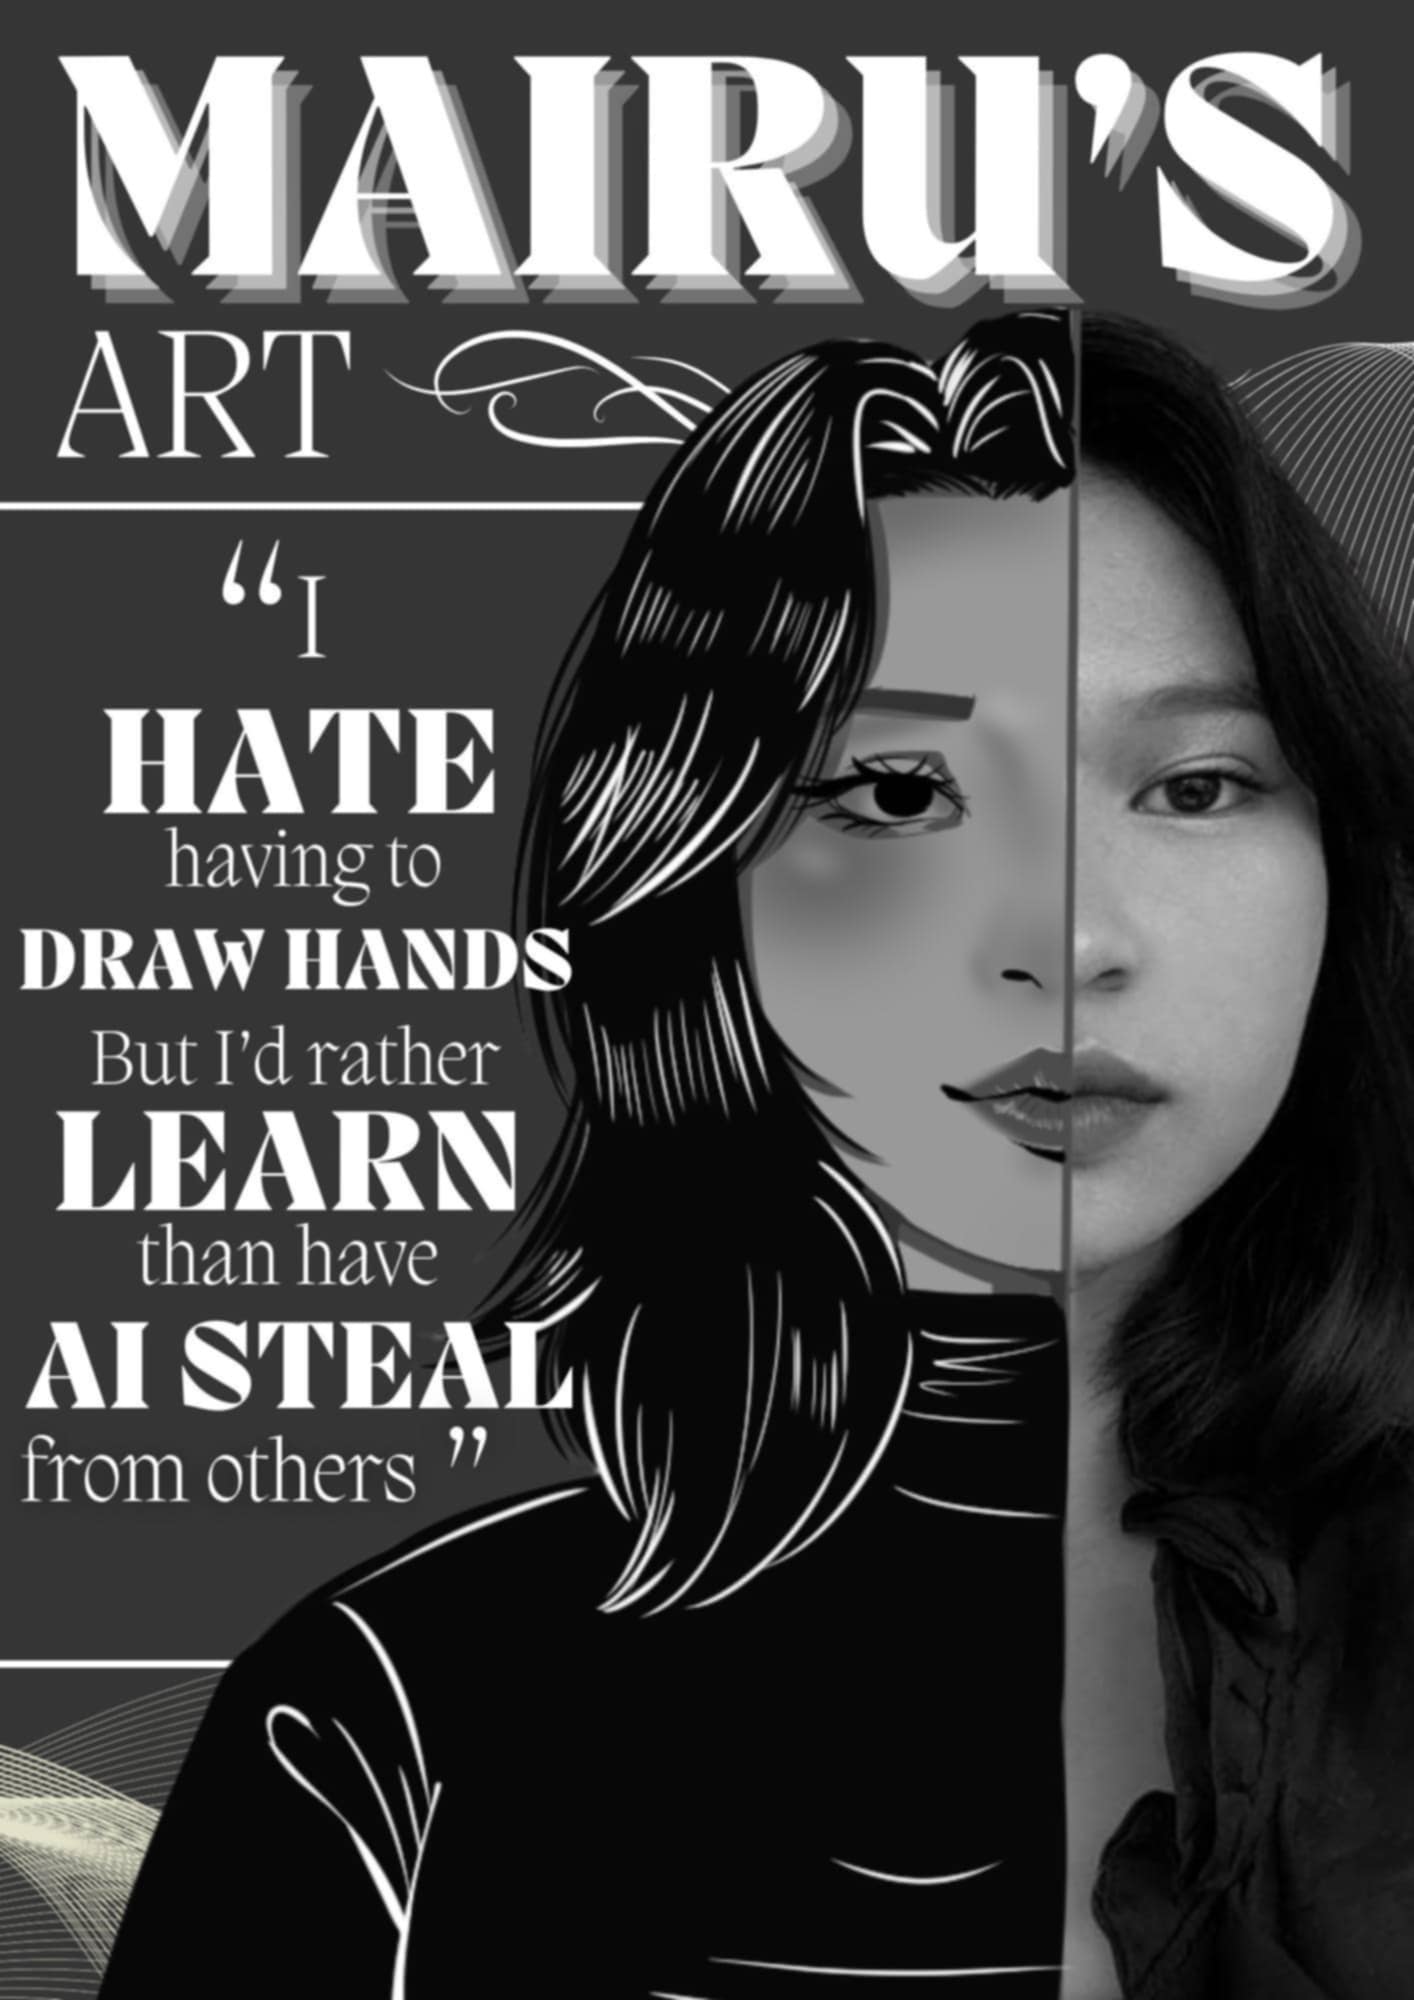 MAIRU'S
ART
“I
HATE
having to
DRAW HANDS
But I'd rather
LEARN
than have
AI STEAL
from others ”